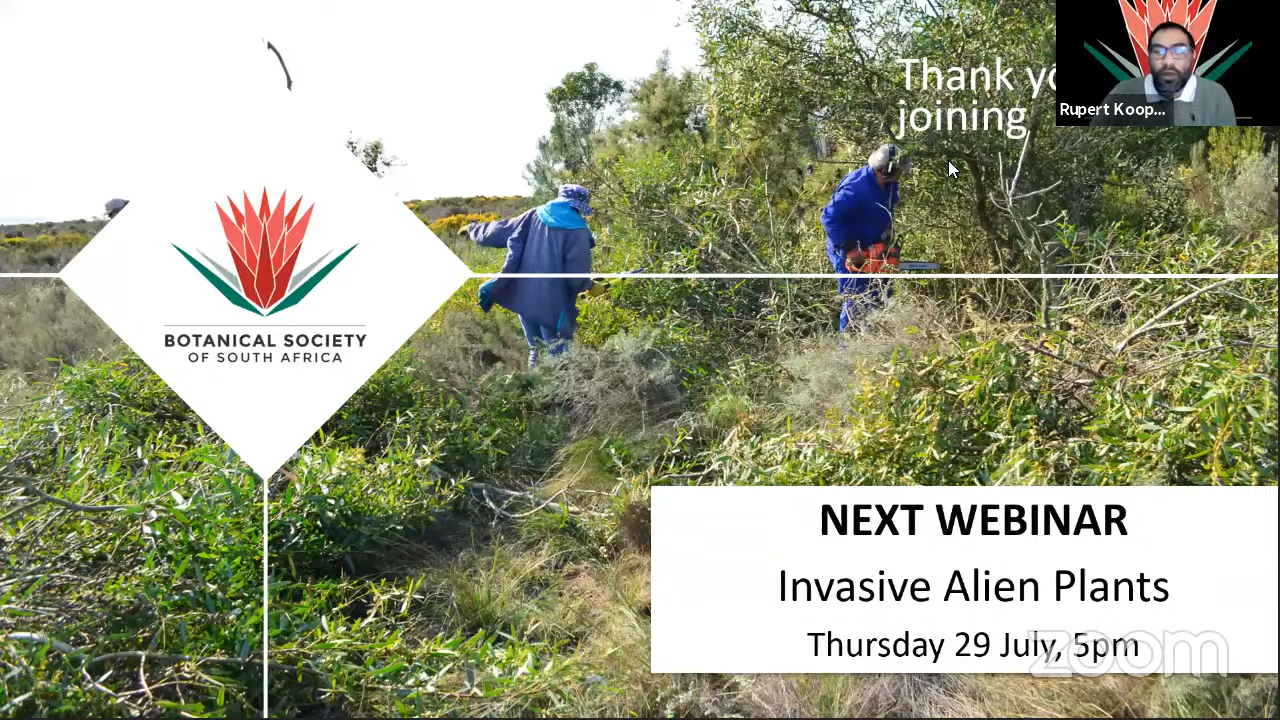 Thank yo
joining
Rupert Koop...
BOTANICAL SOCIETY
OF SOUTH AFRICA
NEXT WEBINAR
Invasive Alien Plants
Thursday 29 July, 5pm
zoom